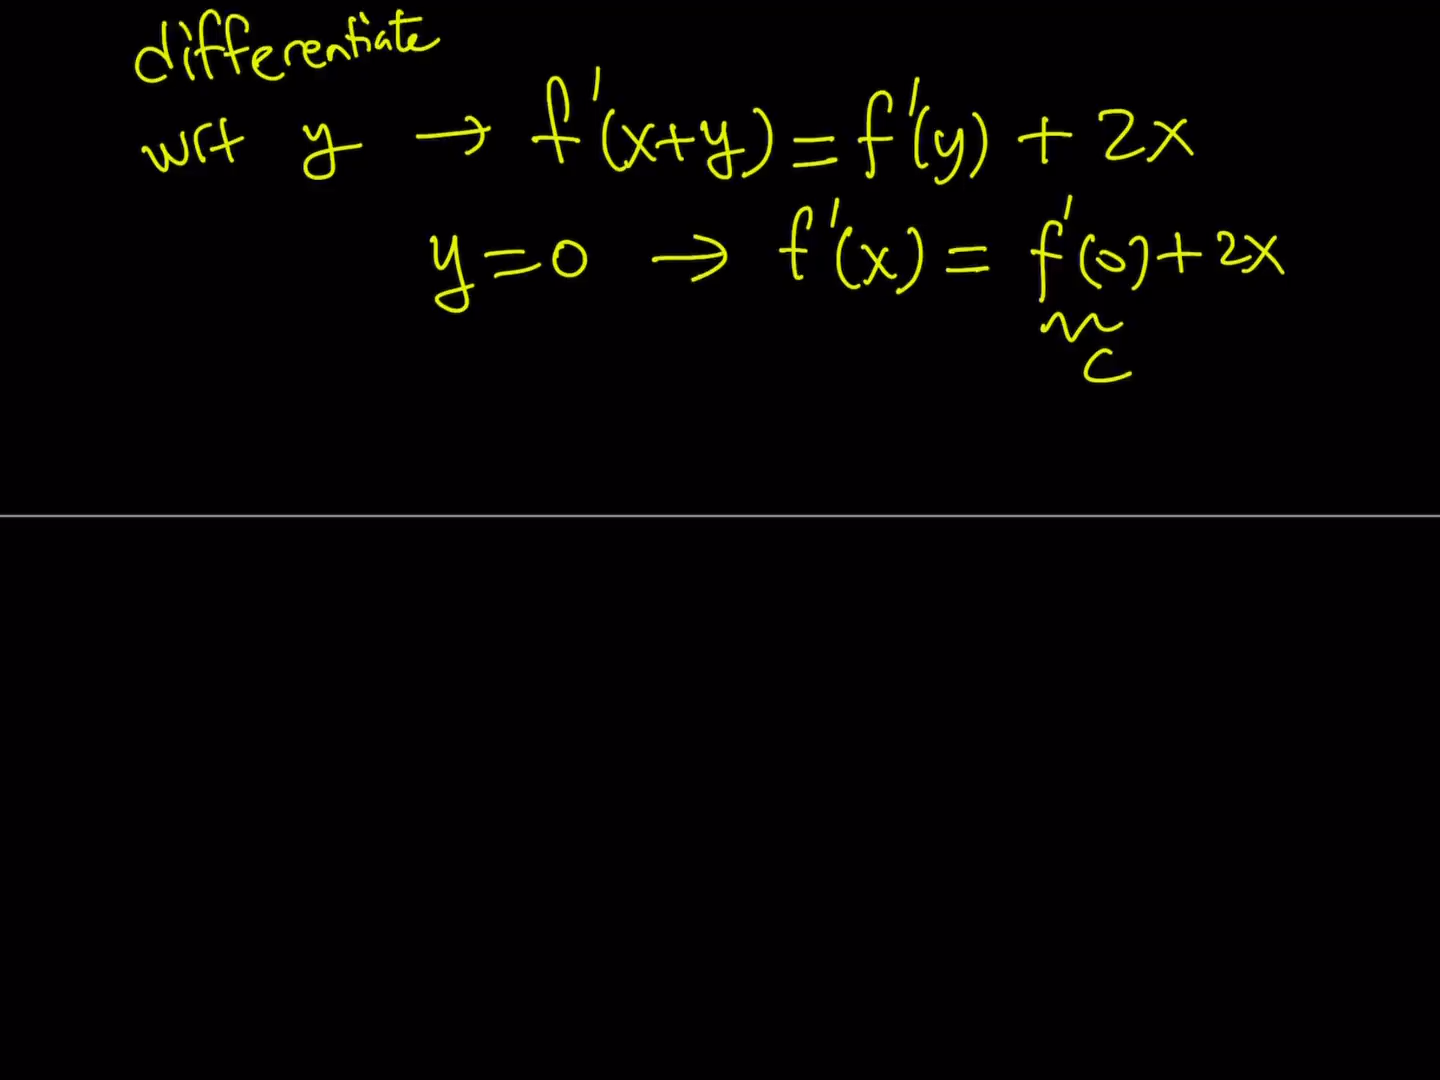 differentiate
wrt y → f'(x+y) = f'(y) + 2x
y=0 → f'(x) = f'(0) + 2x
c